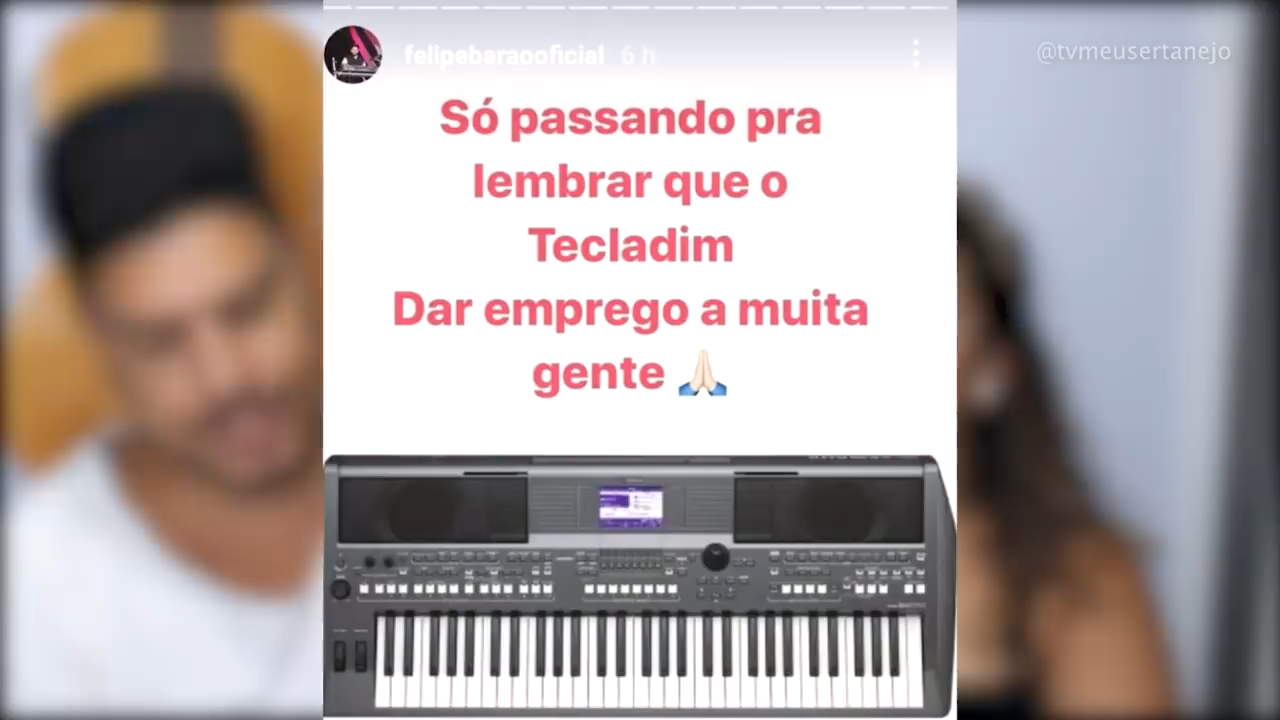 felipebaraooficial 6 h
@tvmeusertanejo
Só passando pra
lembrar que o
Tecladim
Dar emprego a muita
gente 🙏🏻